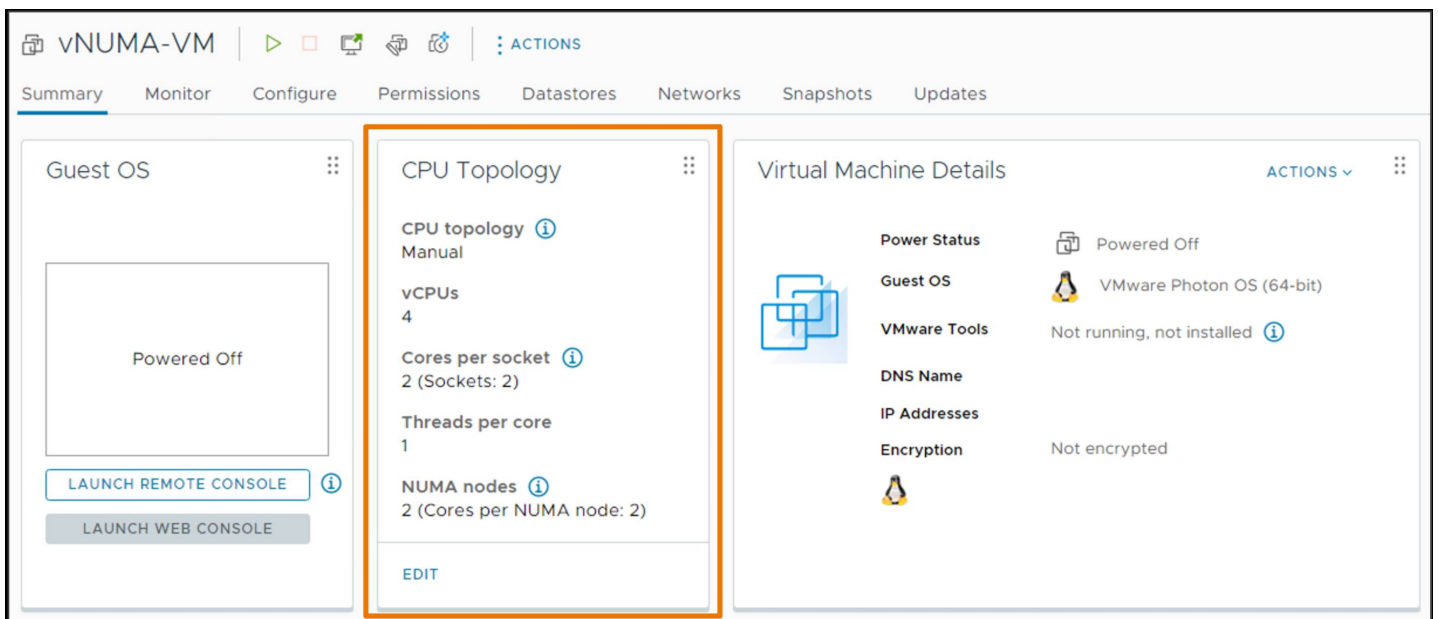 vNUMA-VM
ACTIONS
Summary Monitor Configure Permissions Datastores Networks Snapshots Updates
Guest OS
Powered Off
LAUNCH REMOTE CONSOLE
LAUNCH WEB CONSOLE
CPU Topology
CPU topology
Manual
vCPUs
4
Cores per socket
2 (Sockets: 2)
Threads per core
1
NUMA nodes
2 (Cores per NUMA node: 2)
EDIT
Virtual Machine Details
ACTIONS
Power Status Powered Off
Guest OS VMware Photon OS (64-bit)
VMware Tools Not running, not installed
DNS Name
IP Addresses
Encryption Not encrypted